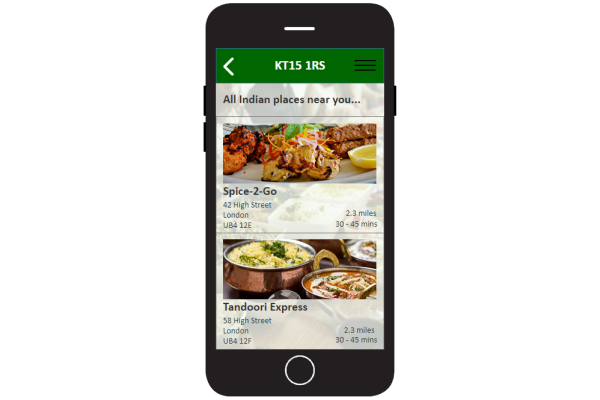 KT15 1RS
All Indian places near you...
Spice-2-Go
42 High Street
London
2.3 miles
UB4 12E
30 - 45 mins
Tandoori Express
58 High Street
London
2.3 miles
UB4 12F
30 - 45 mins